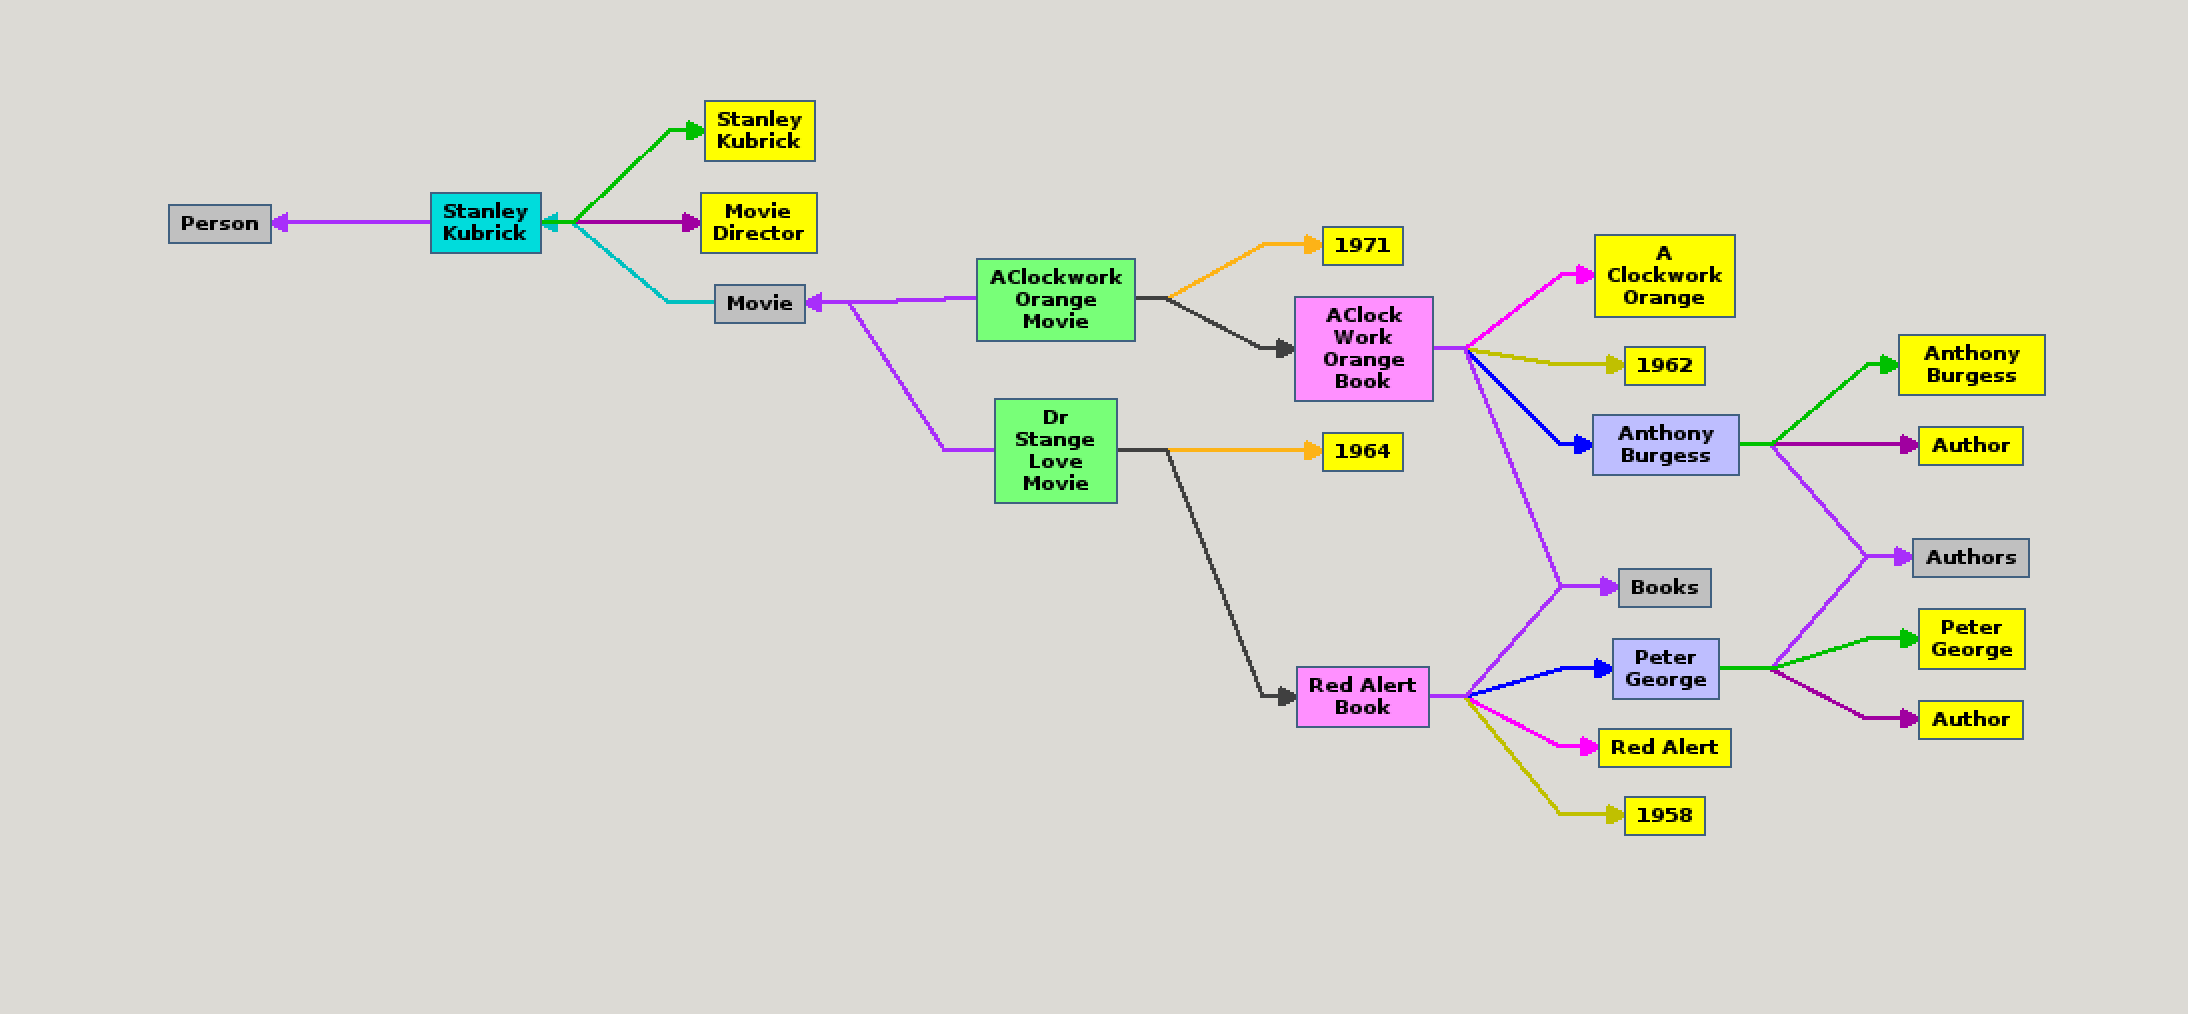 Stanley
Kubrick
Person
Stanley
Kubrick
Movie
Director
Movie
AClockwork
Orange
Movie
Dr
Stange
Love
Movie
1971
AClock
Work
Orange
Book
1964
Red Alert
Book
A
Clockwork
Orange
1962
Anthony
Burgess
Books
Peter
George
Red Alert
1958
Anthony
Burgess
Author
Authors
Peter
George
Author